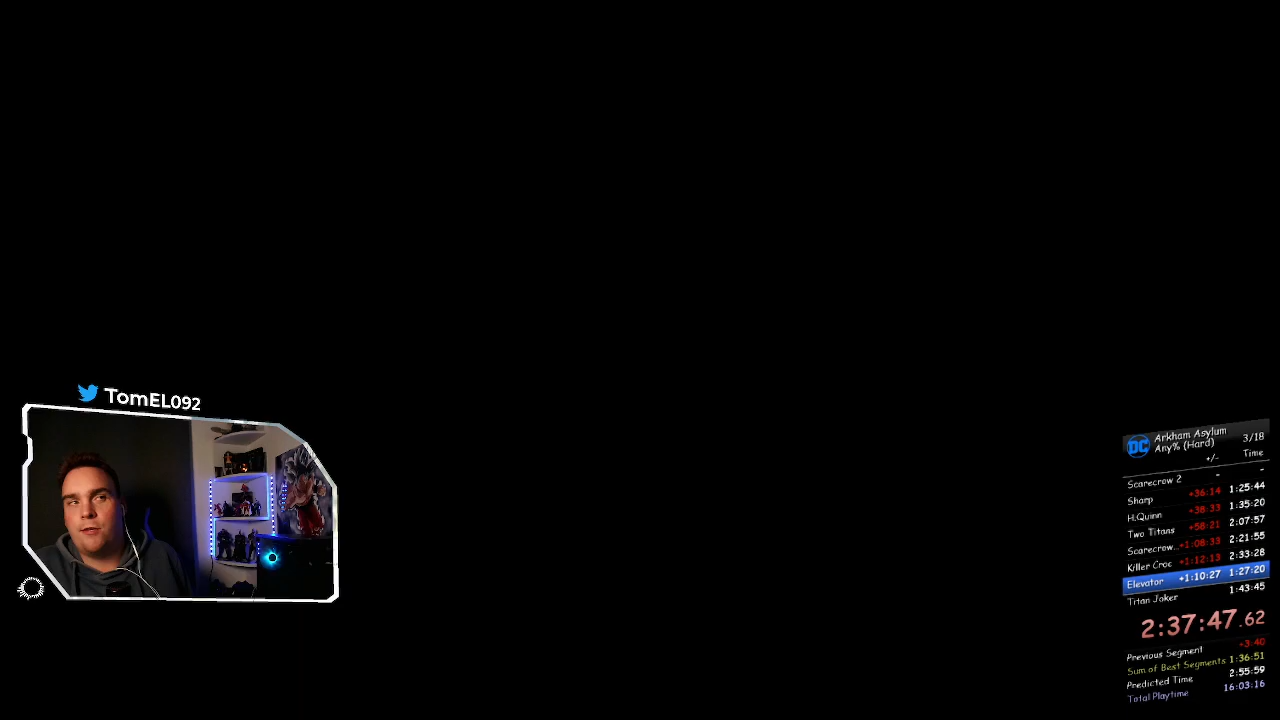 TomEL092
DC
Arkham Asylum
Any% (Hard) 3/18
+/- Time
Scarecrow 2 - -
Sharp +36:14 1:25:44
H.Quinn +38:33 1:35:20
Two Titans +58:21 2:07:57
Scarecrow... +1:08:33 2:21:55
Killer Croc +1:12:13 2:33:28
Elevator +1:10:27 1:27:20
Titan Joker 1:43:45
2:37:47.62
Previous Segment +3:40
Sum of Best Segments 1:36:51
Predicted Time 2:55:59
Total Playtime 16:03:16